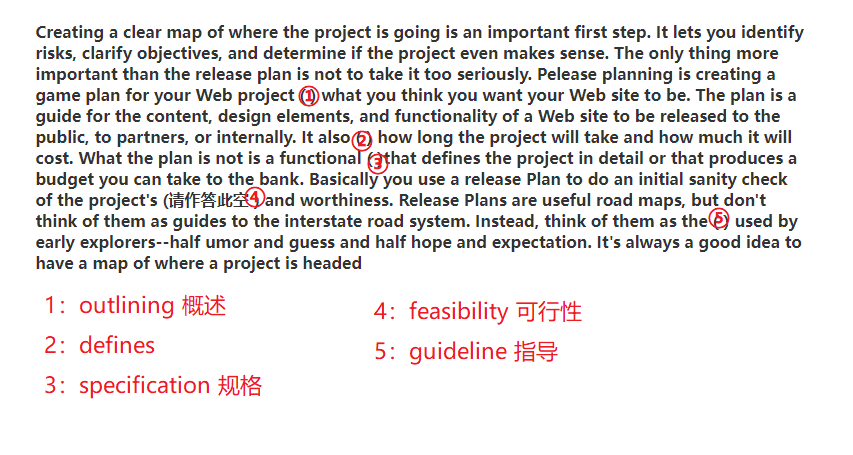 Creating a clear map of where the project is going is an important first step. It lets you identify
risks, clarify objectives, and determine if the project even makes sense. The only thing more
important than the release plan is not to take it too seriously. Pelease planning is creating a
game plan for your Web project (①) what you think you want your Web site to be. The plan is a
guide for the content, design elements, and functionality of a Web site to be released to the
public, to partners, or internally. It also ②) how long the project will take and how much it will
cost. What the plan is not is a functional (③)that defines the project in detail or that produces a
budget you can take to the bank. Basically you use a release Plan to do an initial sanity check
of the project's (请作答此空④)and worthiness. Release Plans are useful road maps, but don't
think of them as guides to the interstate road system. Instead, think of them as the ⑤) used by
early explorers--half umor and guess and half hope and expectation. It's always a good idea to
have a map of where a project is headed
1：outlining 概述
2：defines
3：specification 规格
4：feasibility 可行性
5：guideline 指导